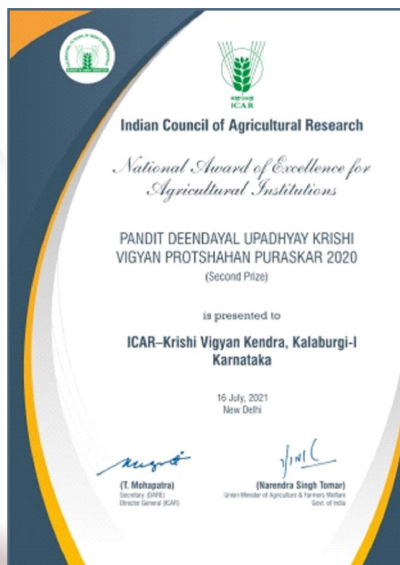 भाकृअनुप
ICAR
Indian Council of Agricultural Research
National Award of Excellence for
Agricultural Institutions
PANDIT DEENDAYAL UPADHYAY KRISHI
VIGYAN PROTSHAHAN PURASKAR 2020
(Second Prize)
is presented to
ICAR–Krishi Vigyan Kendra, Kalaburgi-I
Karnataka
16 July, 2021
New Delhi
(T. Mohapatra)
Secretary (DARE)
Director General (ICAR)
(Narendra Singh Tomar)
Union Minister of Agriculture & Farmers Welfare
Govt. of India